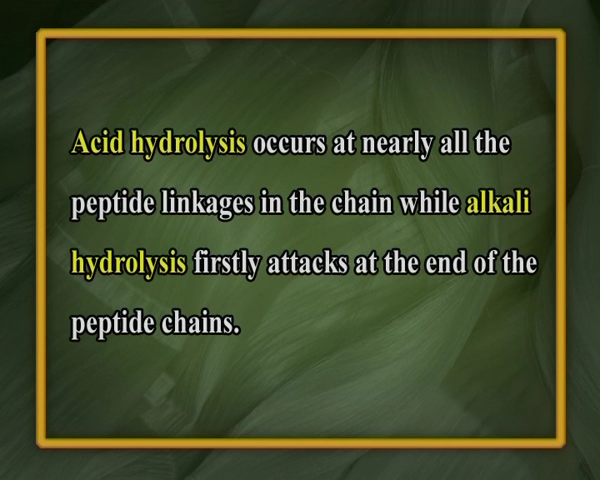 Acid hydrolysis occurs at nearly all the
peptide linkages in the chain while alkali
hydrolysis firstly attacks at the end of the
peptide chains.